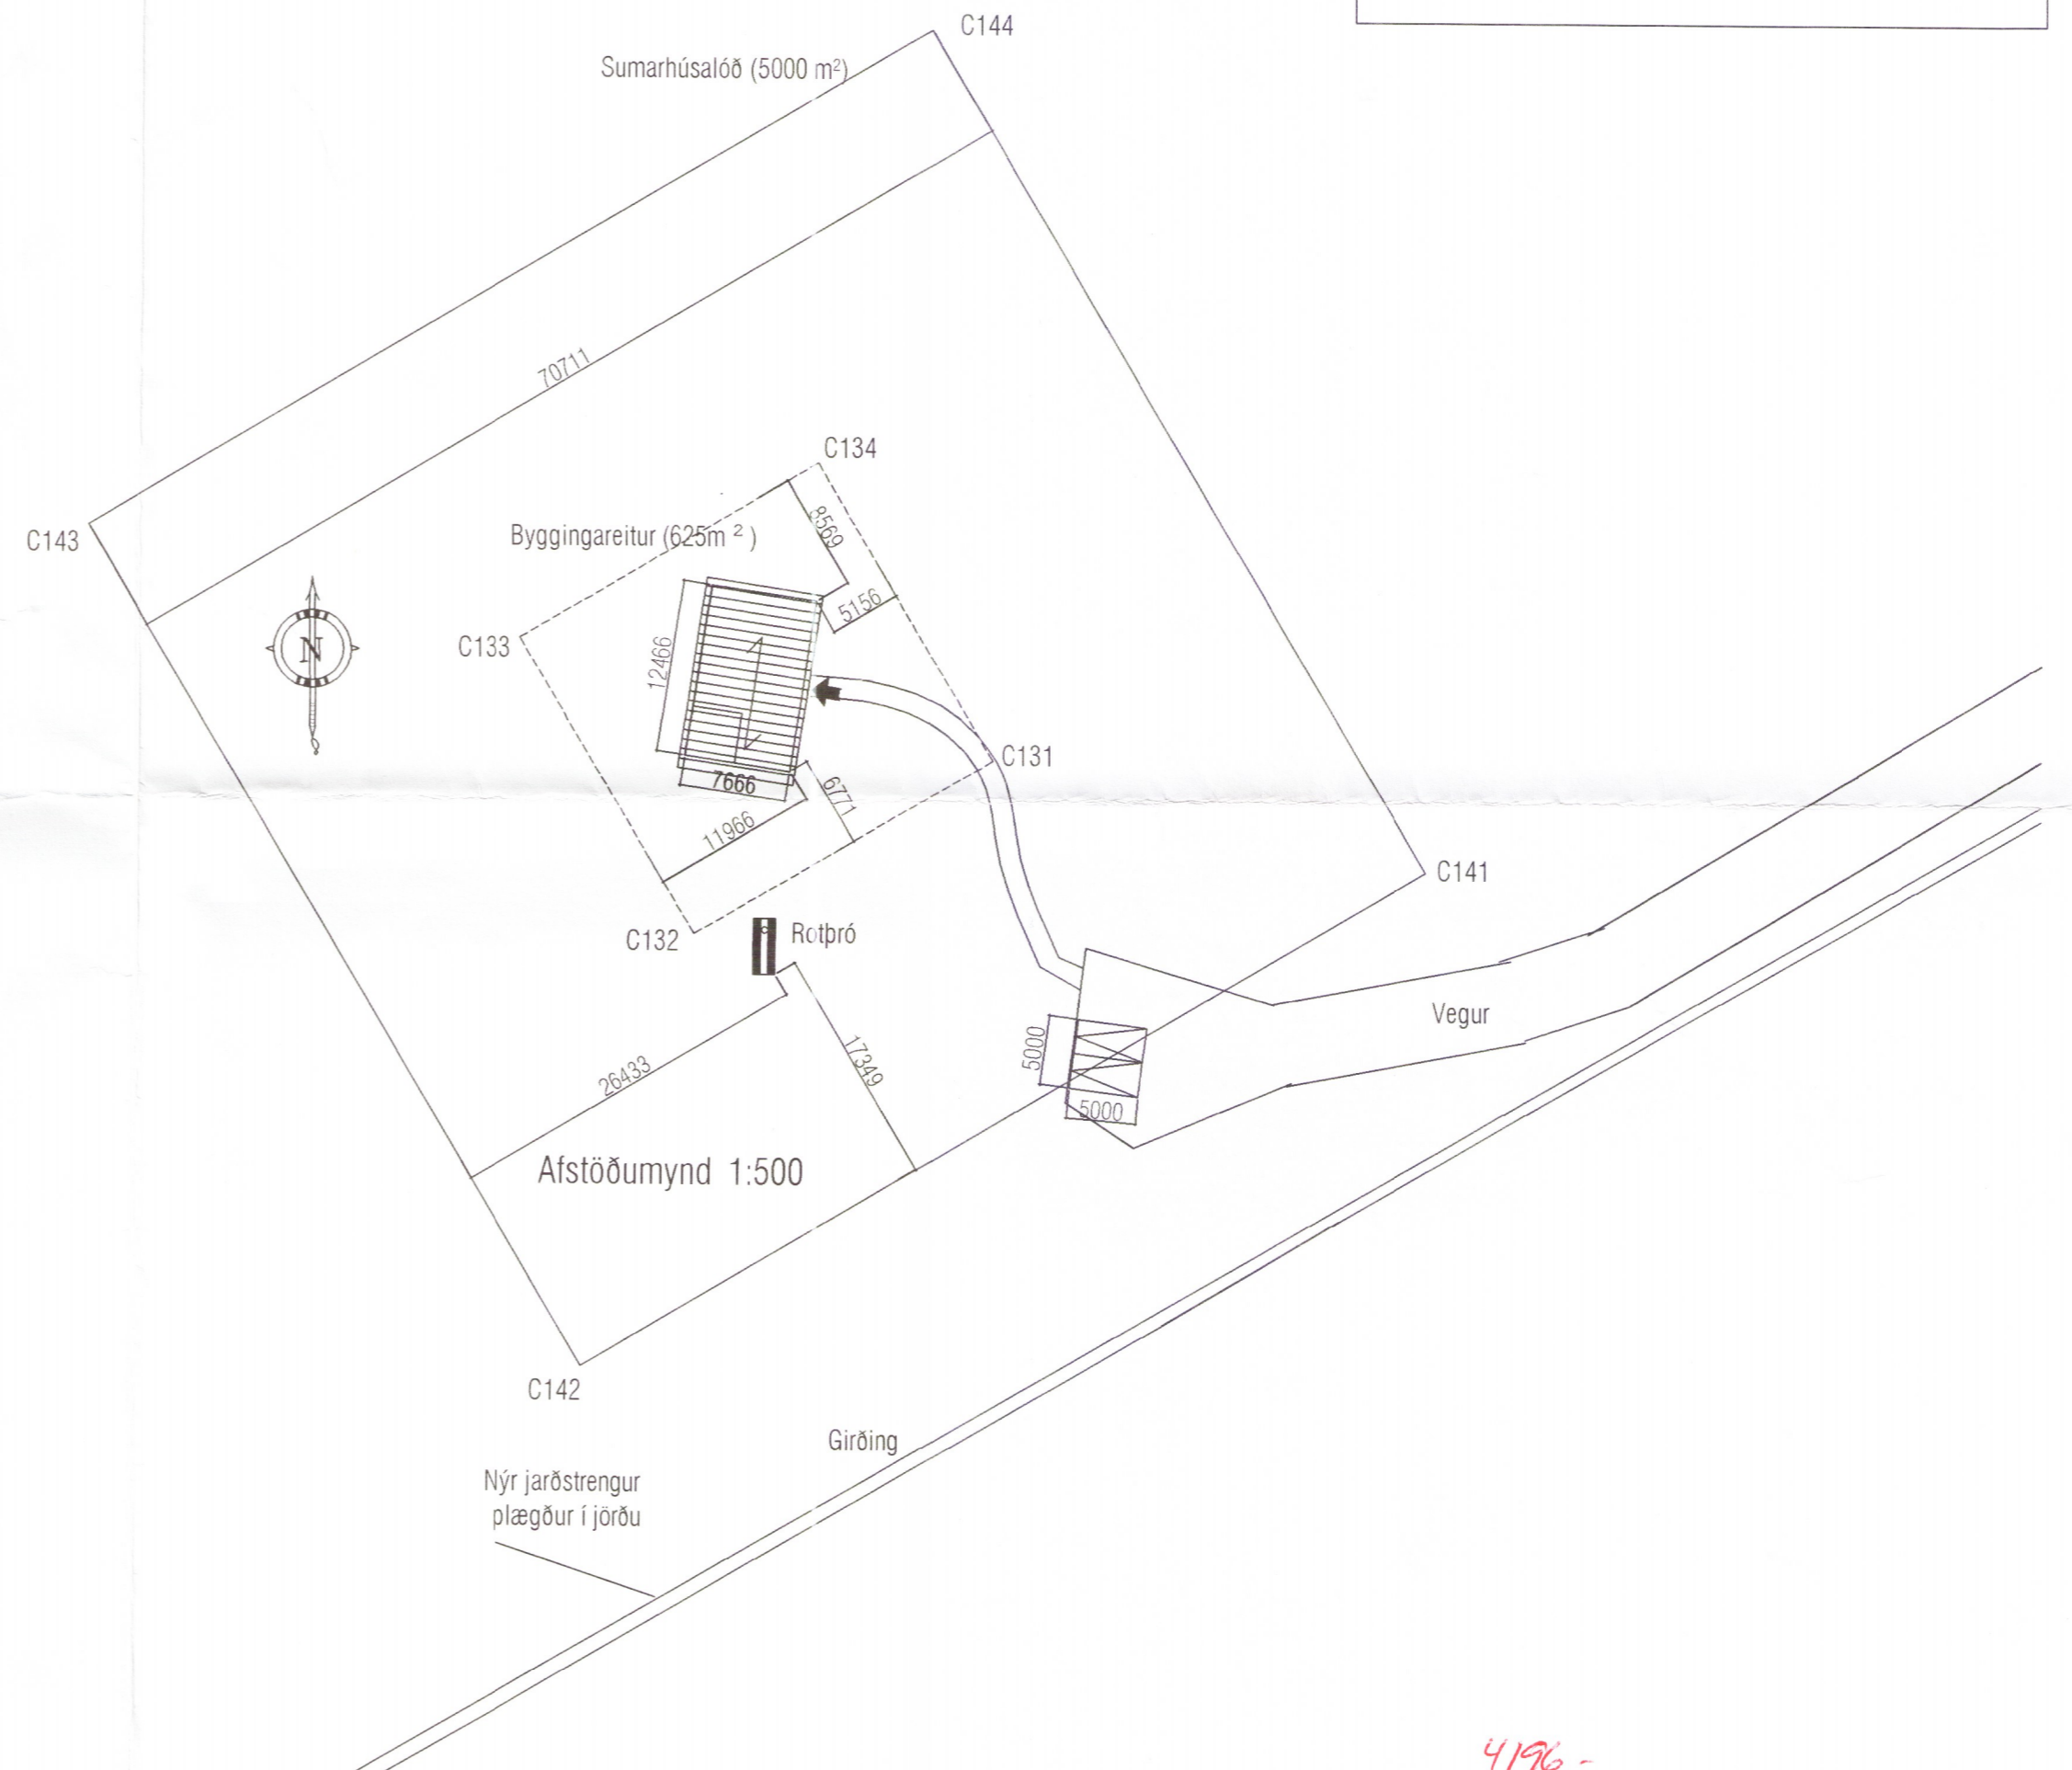 C144
Sumarhúsalóð (5000 m²)
70711
C134
C143
Byggingareitur (625m ²)
8569
5156
C133
N
12466
C131
7666
6771
11966
C141
C132
Rotþró
Vegur
5000
17349
26433
5000
Afstöðumynd 1:500
C142
Girðing
Nýr jarðstrengur
plægður í jörðu
4196 -